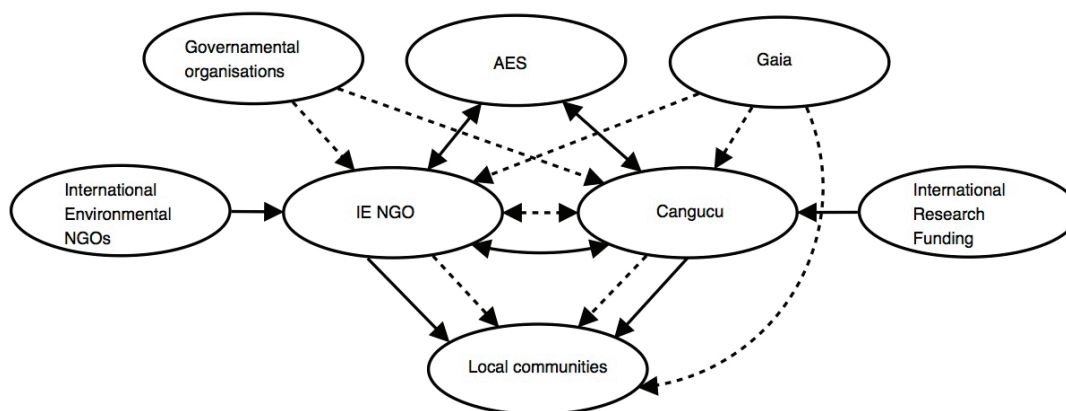 Governamental
organisations
AES
Gaia
International
Environmental
NGOs
IE NGO
Cangucu
International
Research
Funding
Local communities